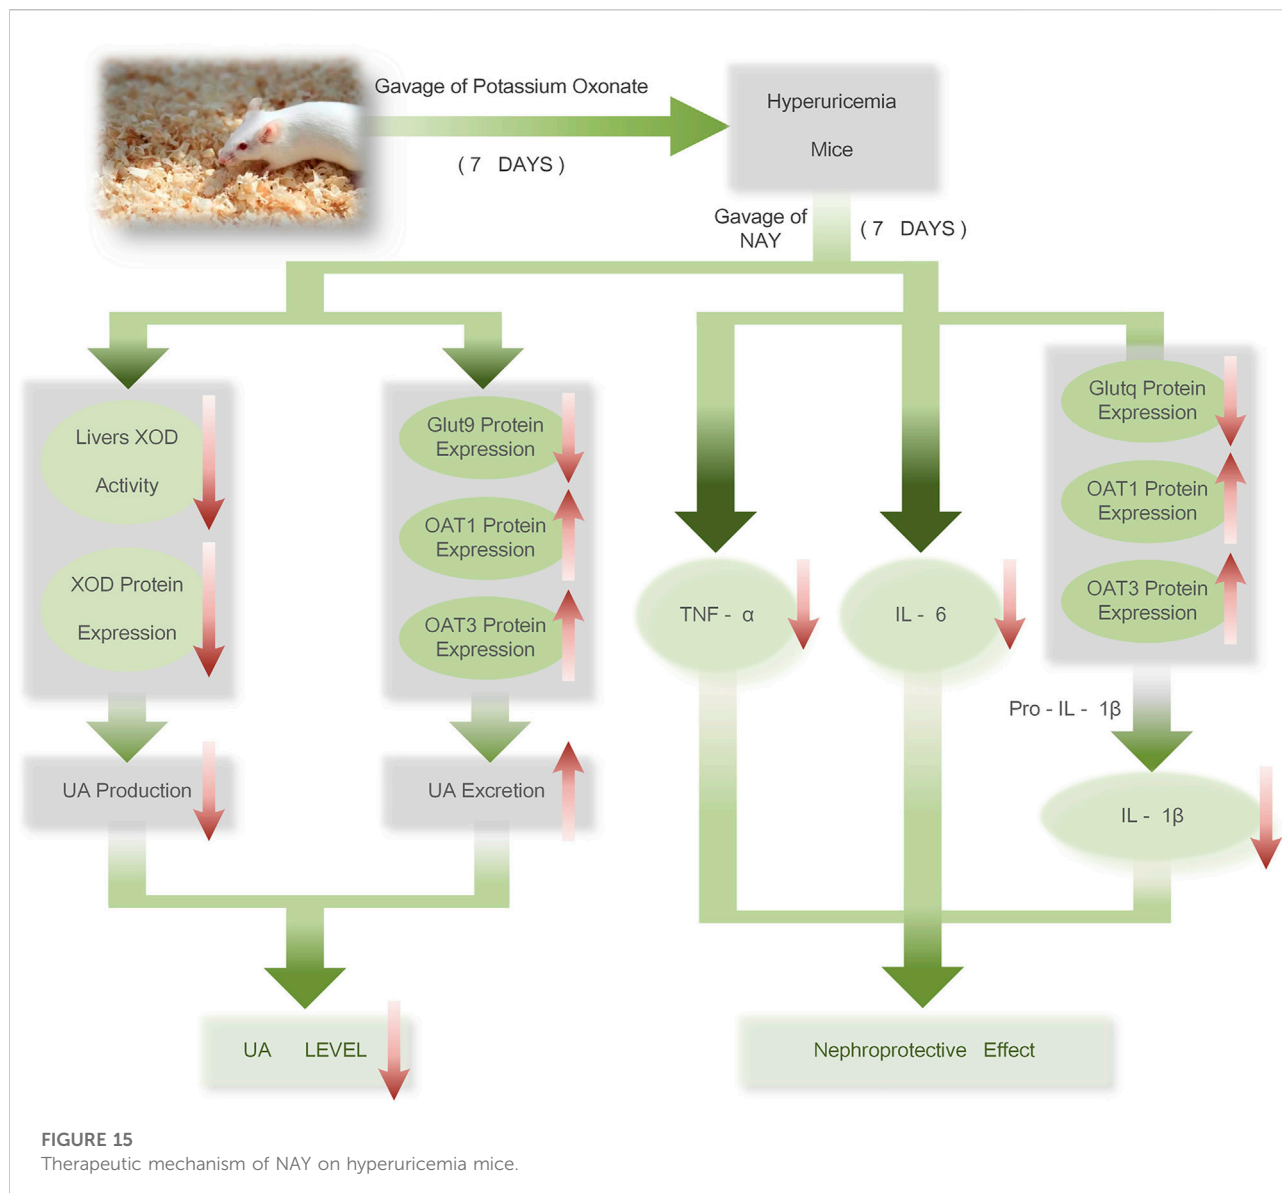 Gavage of Potassium Oxonate
( 7 DAYS )
Hyperuricemia
Mice
Gavage of
NAY
( 7 DAYS )
Livers XOD
Activity
XOD Protein
Expression
Glut9 Protein
Expression
OAT1 Protein
Expression
OAT3 Protein
Expression
TNF - α
IL - 6
Glutq Protein
Expression
OAT1 Protein
Expression
OAT3 Protein
Expression
Pro - IL - 1β
UA Production
UA Excretion
IL - 1β
UA LEVEL
Nephroprotective Effect
FIGURE 15
Therapeutic mechanism of NAY on hyperuricemia mice.